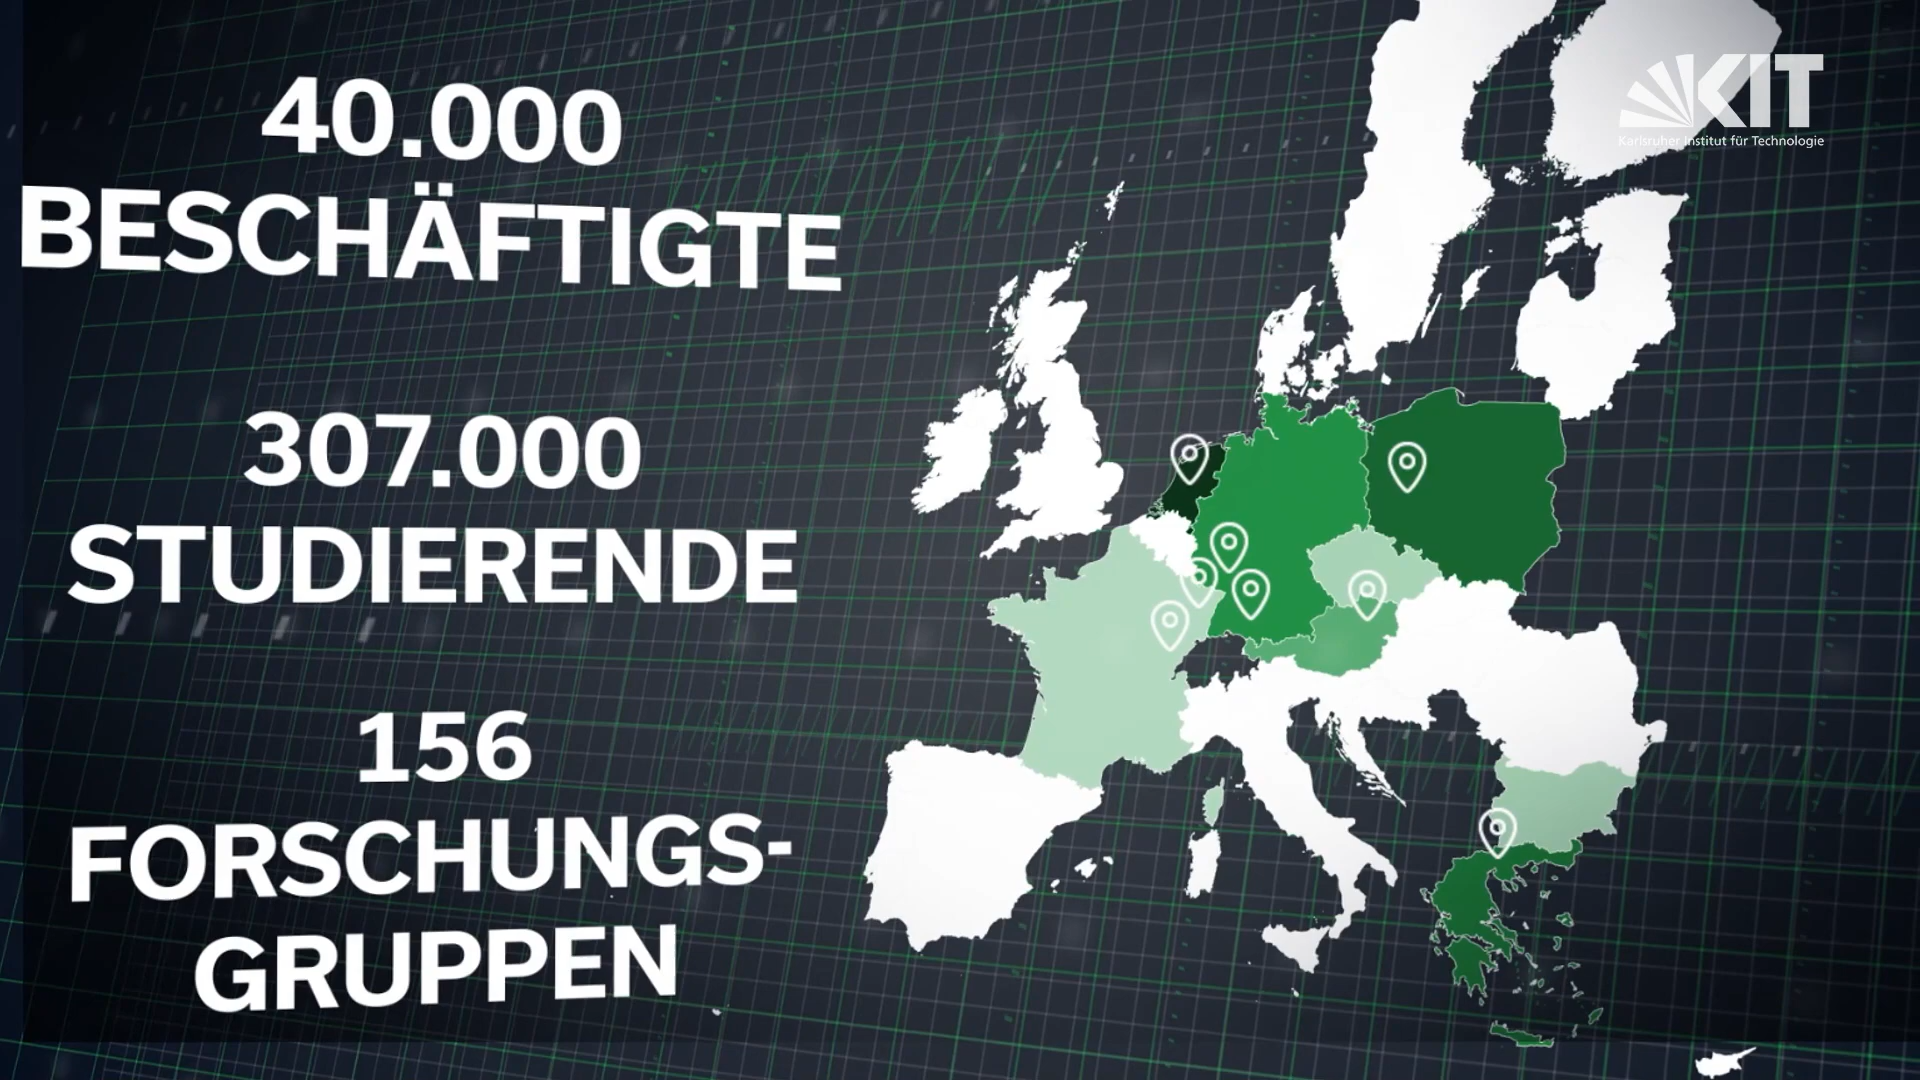 40.000
BESCHÄFTIGTE
307.000
STUDIERENDE
156
FORSCHUNGS-
GRUPPEN
KIT
Karlsruher Institut für Technologie